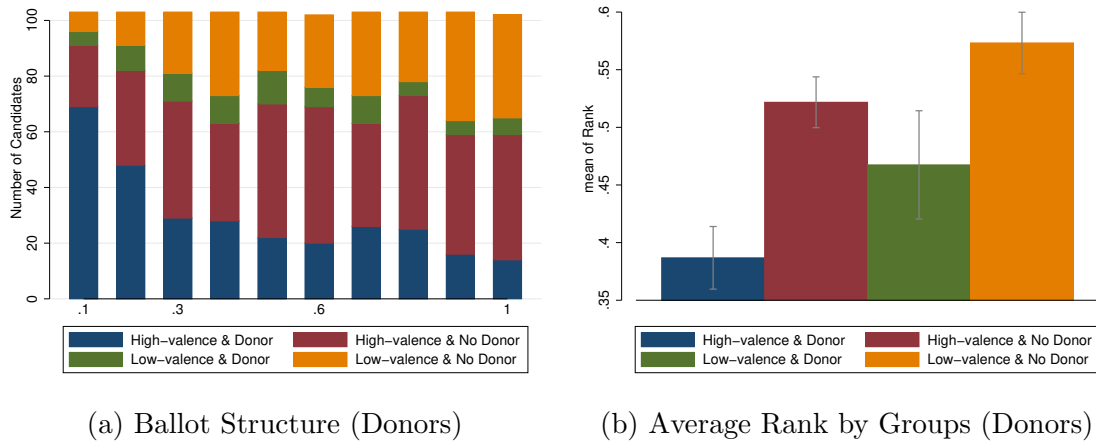 Number of Candidates
100
80
60
40
20
0
.1
.3
.6
1
High−valence & Donor
High−valence & No Donor
Low−valence & Donor
Low−valence & No Donor
(a) Ballot Structure (Donors)
mean of Rank
.6
.55
.5
.45
.4
.35
High−valence & Donor
High−valence & No Donor
Low−valence & Donor
Low−valence & No Donor
(b) Average Rank by Groups (Donors)